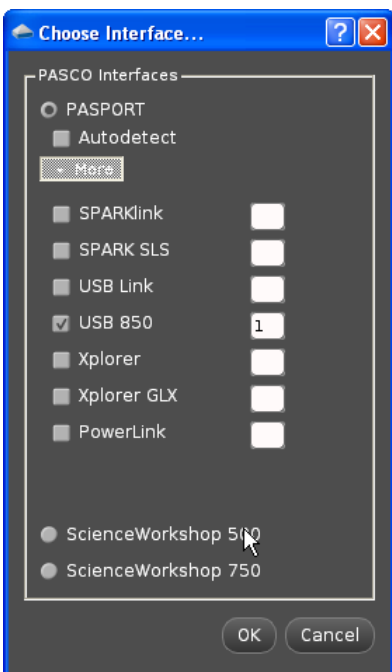 Choose Interface...
PASCO Interfaces
PASPORT
Autodetect
- More
SPARKlink
SPARK SLS
USB Link
USB 850 1
Xplorer
Xplorer GLX
PowerLink
ScienceWorkshop 500
ScienceWorkshop 750
OK Cancel